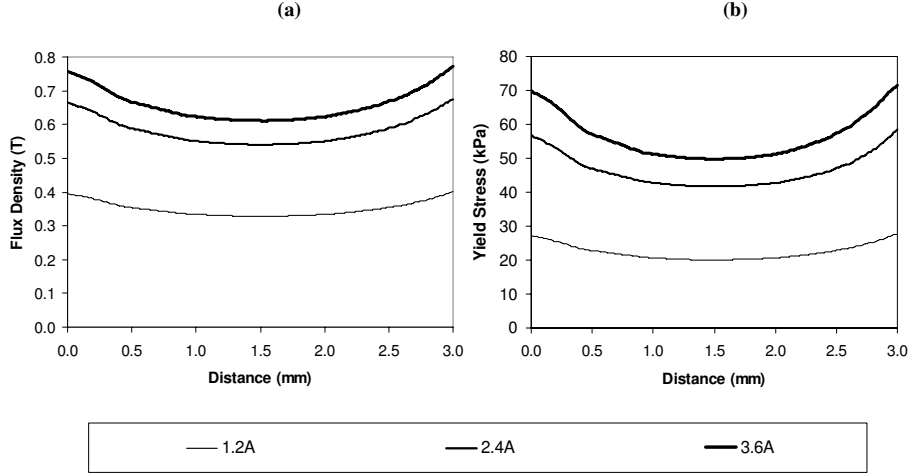 (a)
Flux Density (T)
0.8
0.7
0.6
0.5
0.4
0.3
0.2
0.1
0.0
0.0 0.5 1.0 1.5 2.0 2.5 3.0
Distance (mm)
(b)
Yield Stress (kPa)
80
70
60
50
40
30
20
10
0
0.0 0.5 1.0 1.5 2.0 2.5 3.0
Distance (mm)
1.2A 2.4A 3.6A